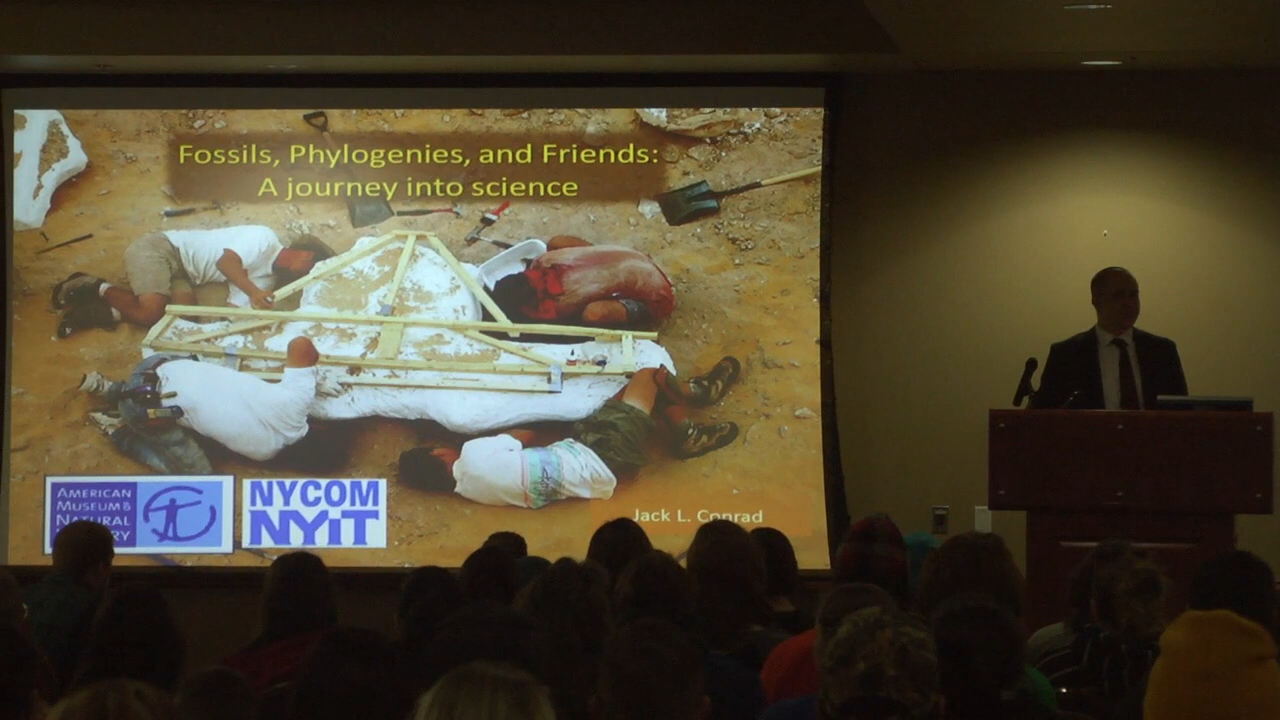 Fossils, Phylogenies, and Friends:
A journey into science
AMERICAN
MUSEUM &
NATURAL
NYCOM
NYIT
Jack L. Conrad